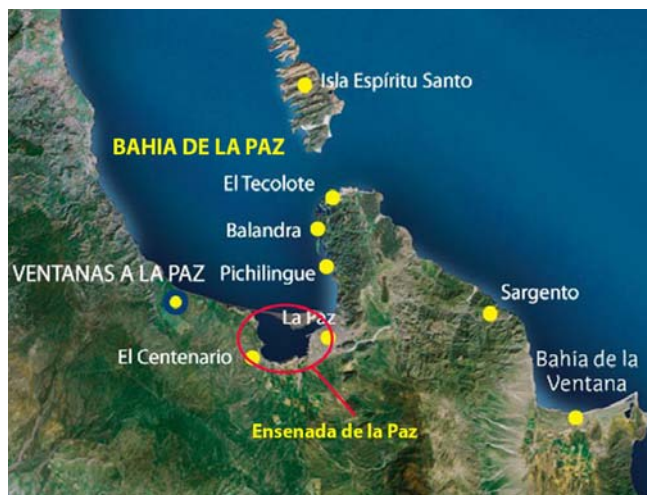 Isla Espíritu Santo
BAHIA DE LA PAZ
El Tecolote
Balandra
Pichilingue
VENTANAS A LA PAZ
Sargento
La Paz
El Centenario
Bahía de la
Ventana
Ensenada de la Paz